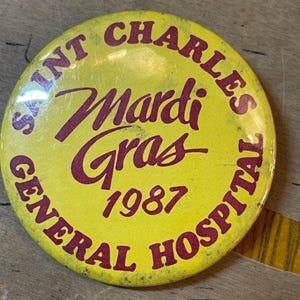 SAINT CHARLES
Mardi
Gras
1987
GENERAL HOSPITAL